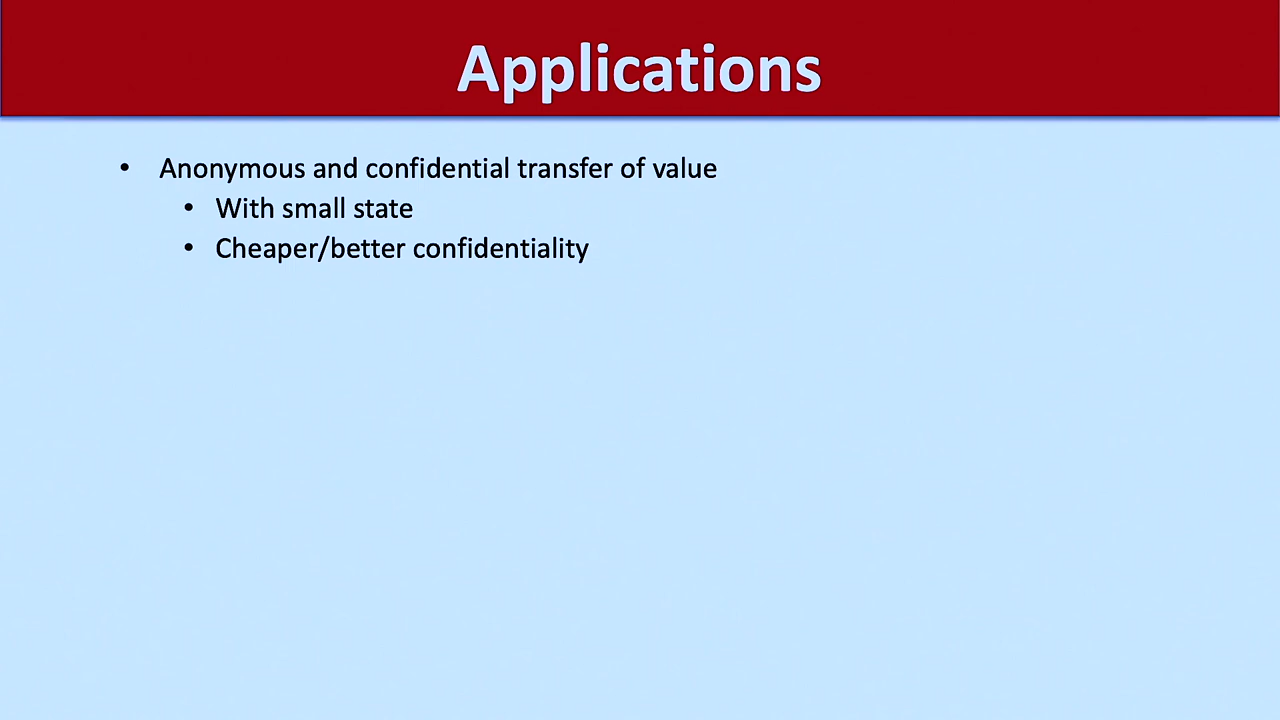 Applications
• Anonymous and confidential transfer of value
• With small state
• Cheaper/better confidentiality